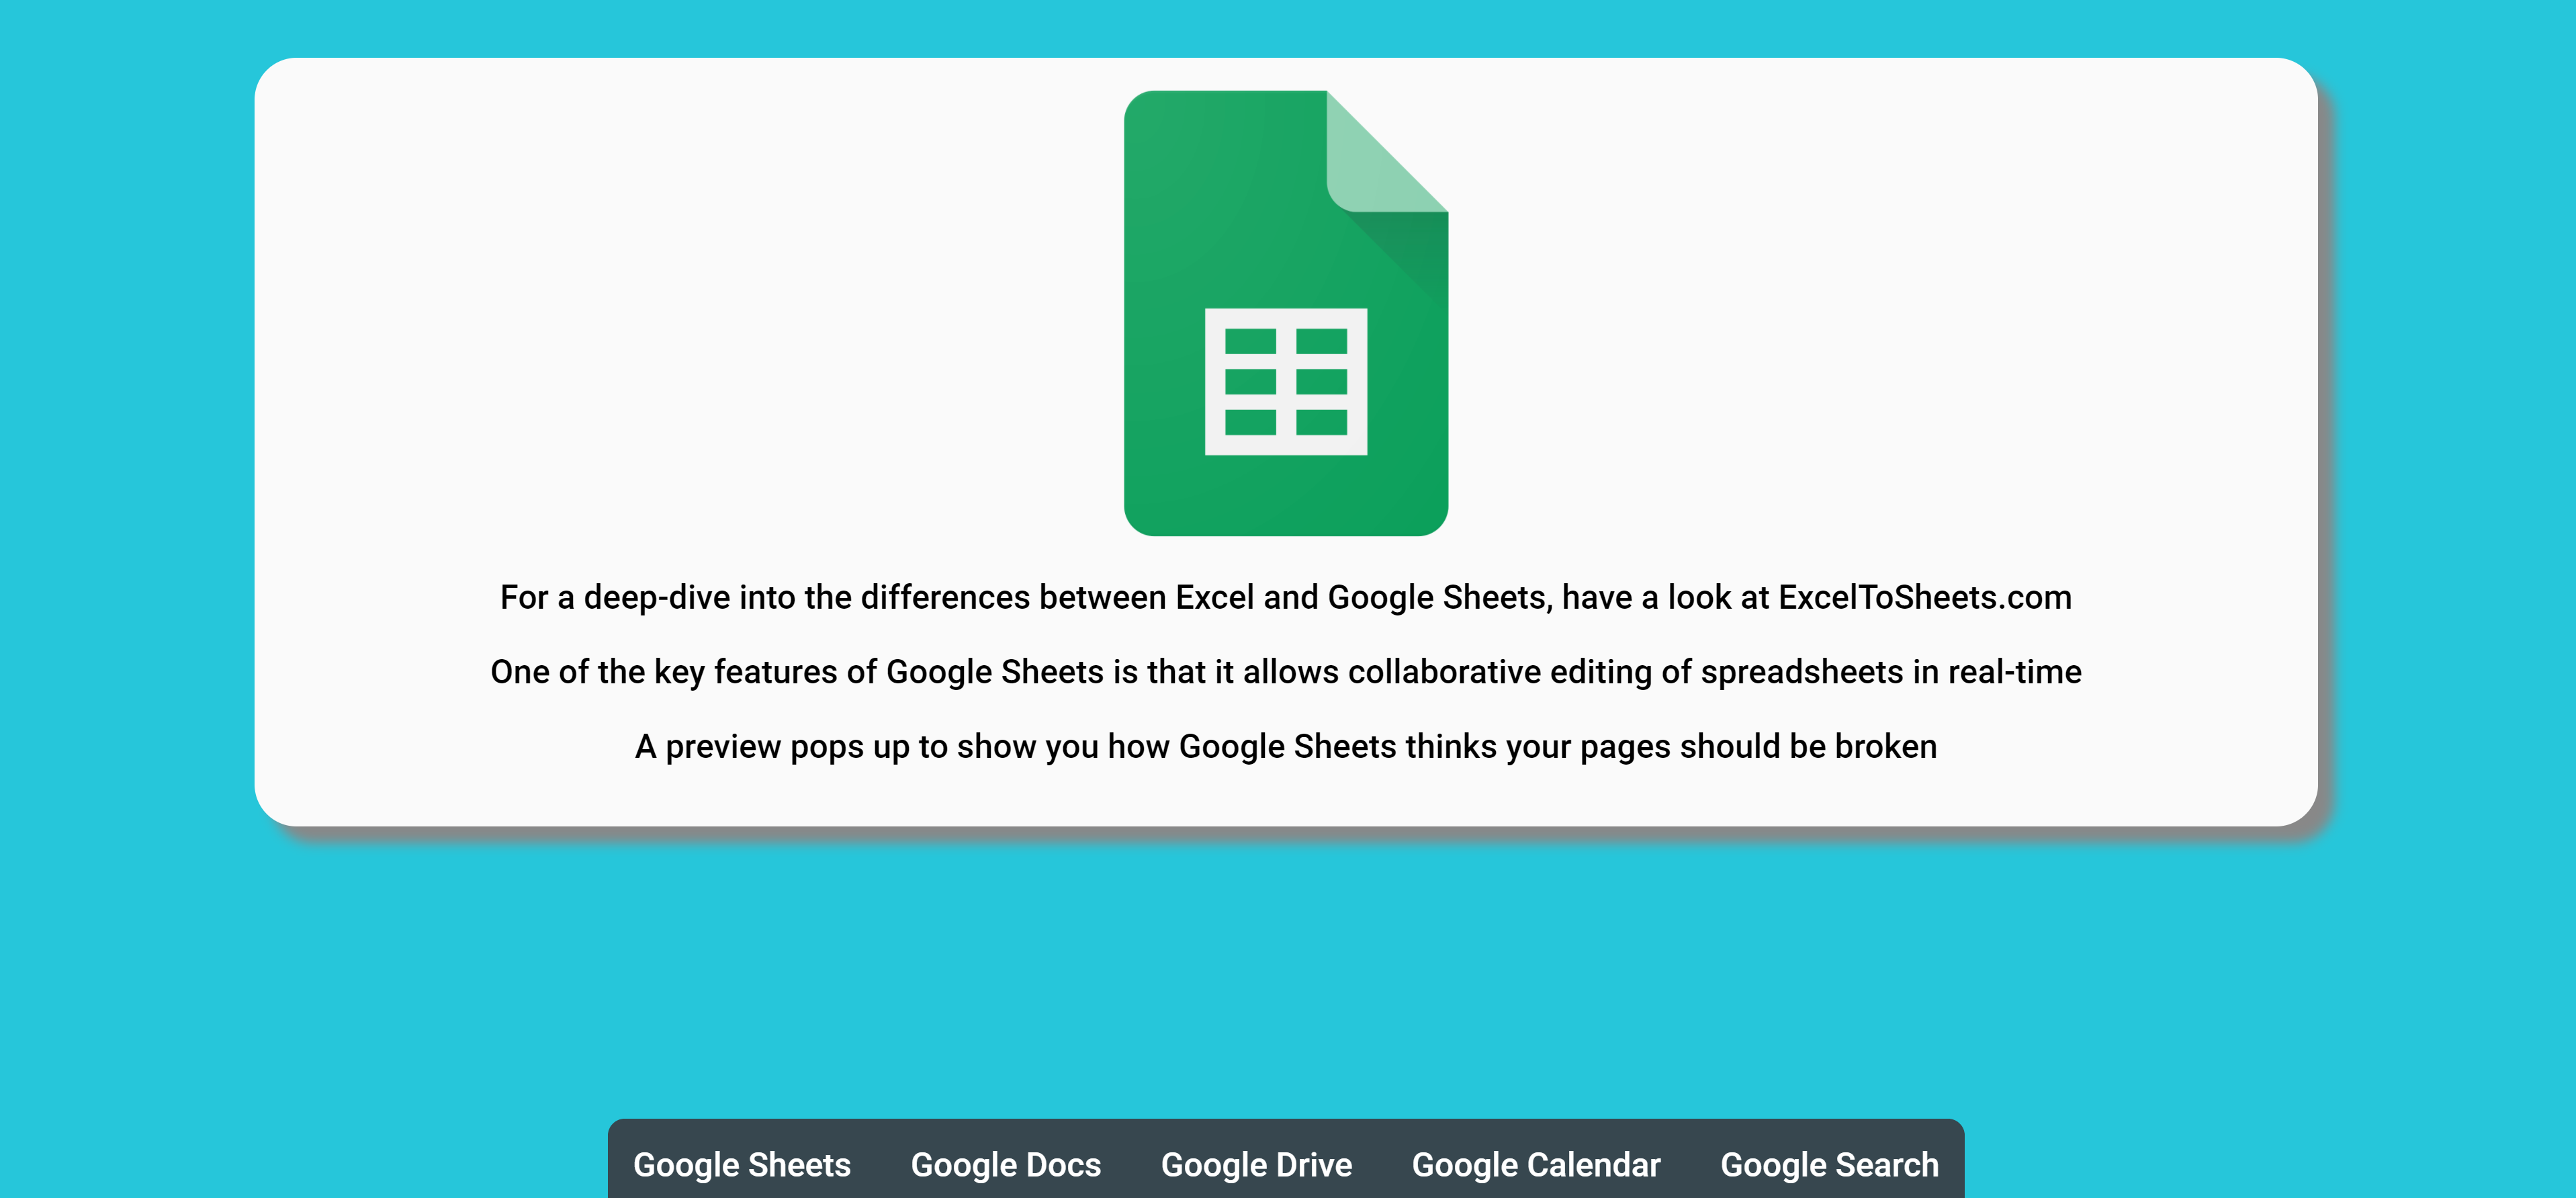 For a deep-dive into the differences between Excel and Google Sheets, have a look at ExcelToSheets.com
One of the key features of Google Sheets is that it allows collaborative editing of spreadsheets in real-time
A preview pops up to show you how Google Sheets thinks your pages should be broken
Google Sheets Google Docs Google Drive Google Calendar Google Search